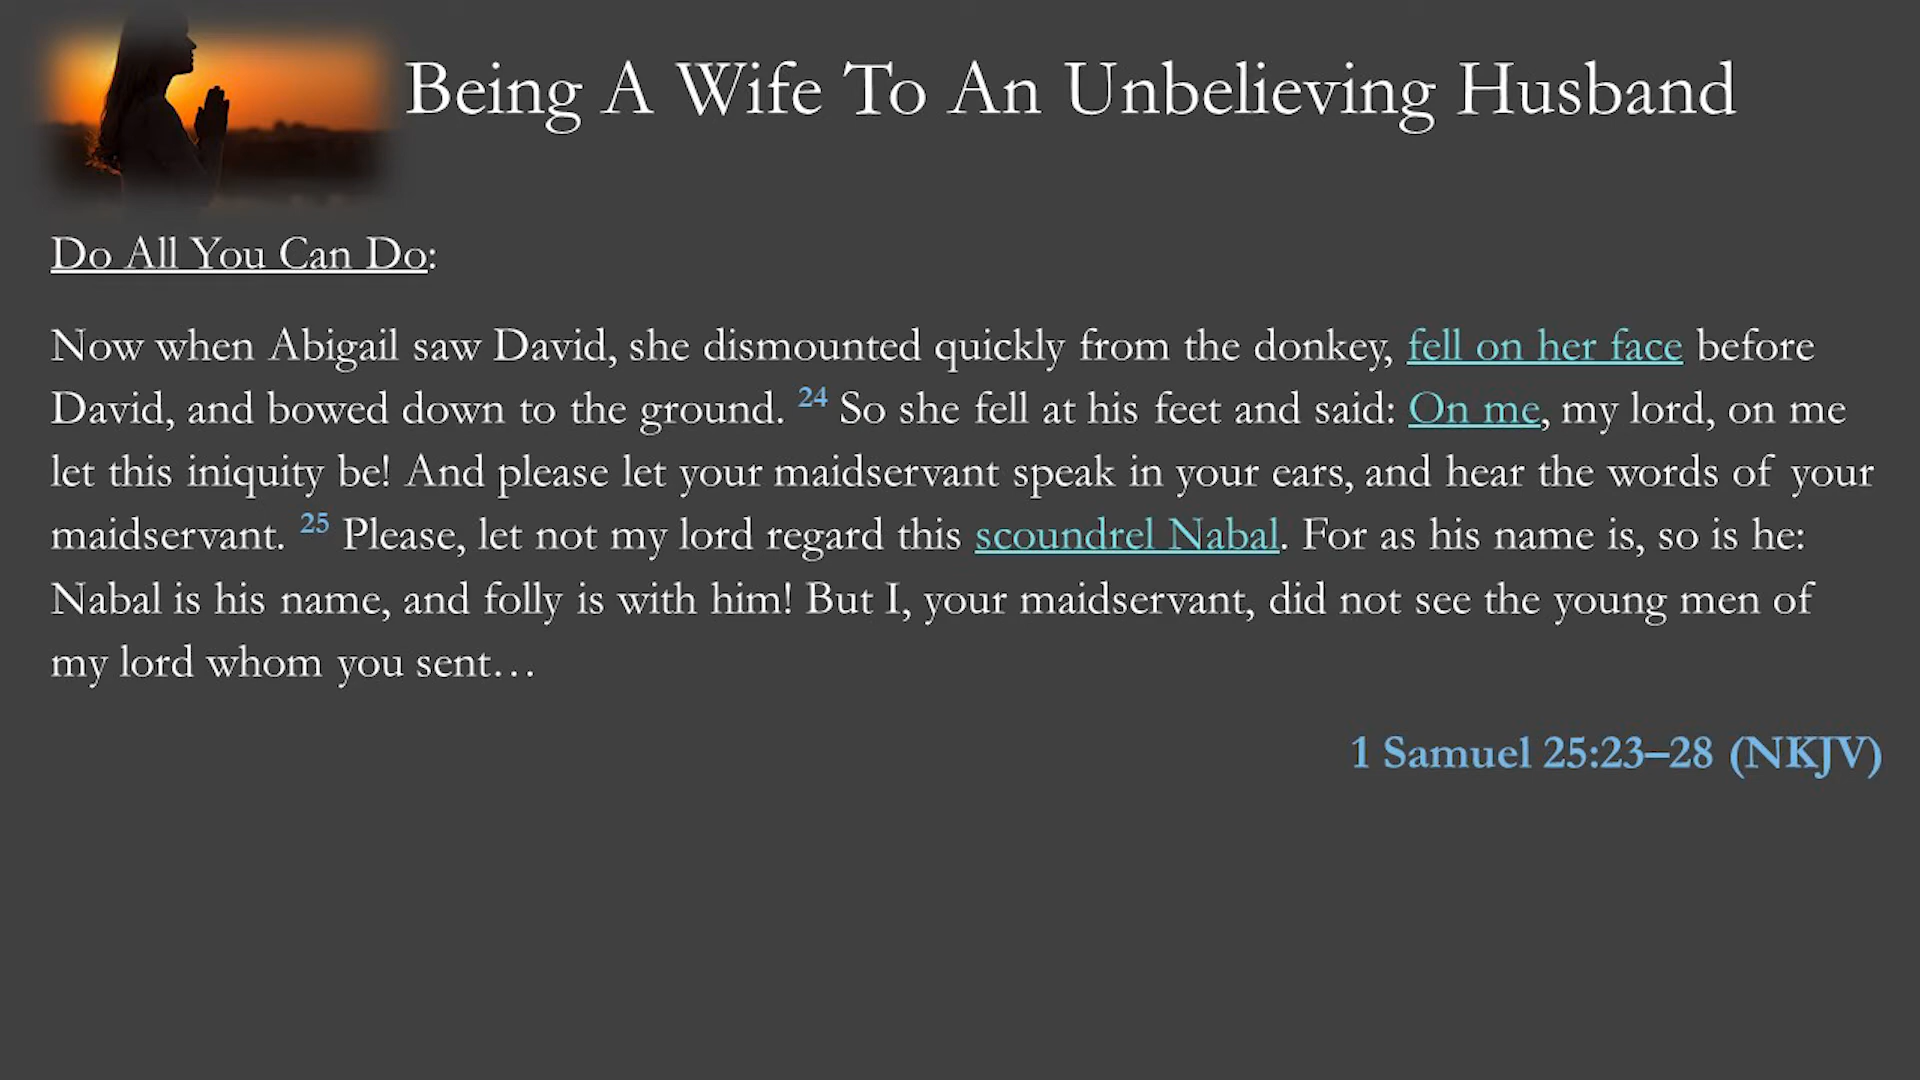 Being A Wife To An Unbelieving Husband
Do All You Can Do:
Now when Abigail saw David, she dismounted quickly from the donkey, fell on her face before
David, and bowed down to the ground. 24 So she fell at his feet and said: On me, my lord, on me
let this iniquity be! And please let your maidservant speak in your ears, and hear the words of your
maidservant. 25 Please, let not my lord regard this scoundrel Nabal. For as his name is, so is he:
Nabal is his name, and folly is with him! But I, your maidservant, did not see the young men of
my lord whom you sent…
1 Samuel 25:23–28 (NKJV)